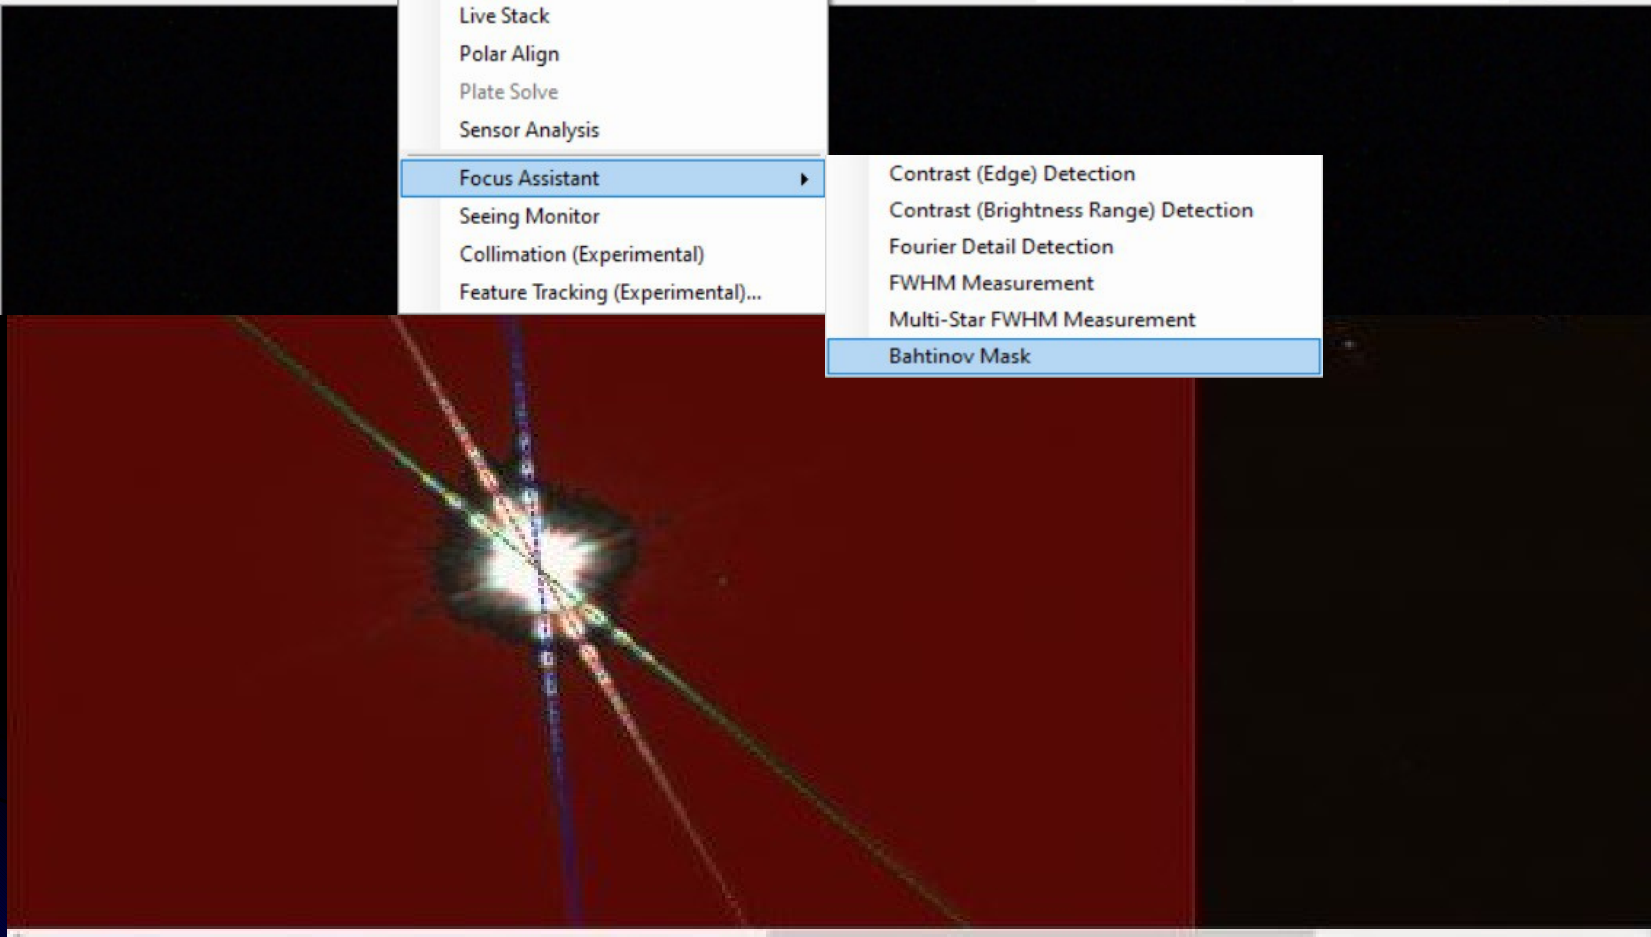 Live Stack
Polar Align
Plate Solve
Sensor Analysis
Focus Assistant
Seeing Monitor
Collimation (Experimental)
Feature Tracking (Experimental)...
Contrast (Edge) Detection
Contrast (Brightness Range) Detection
Fourier Detail Detection
FWHM Measurement
Multi-Star FWHM Measurement
Bahtinov Mask